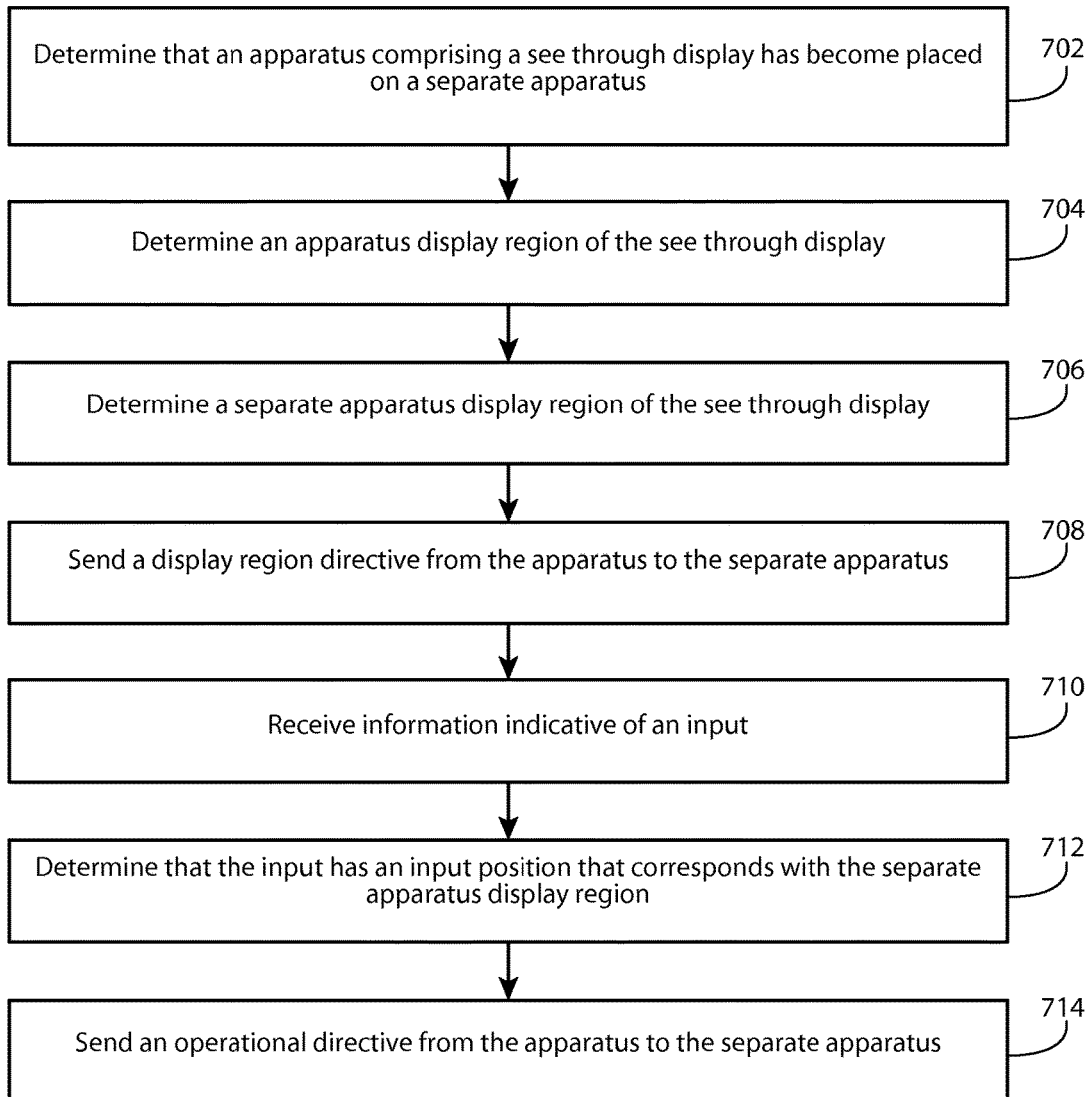 Determine that an apparatus comprising a see through display has become placed
on a separate apparatus
702
Determine an apparatus display region of the see through display
704
Determine a separate apparatus display region of the see through display
706
Send a display region directive from the apparatus to the separate apparatus
708
Receive information indicative of an input
710
Determine that the input has an input position that corresponds with the separate
apparatus display region
712
Send an operational directive from the apparatus to the separate apparatus
714